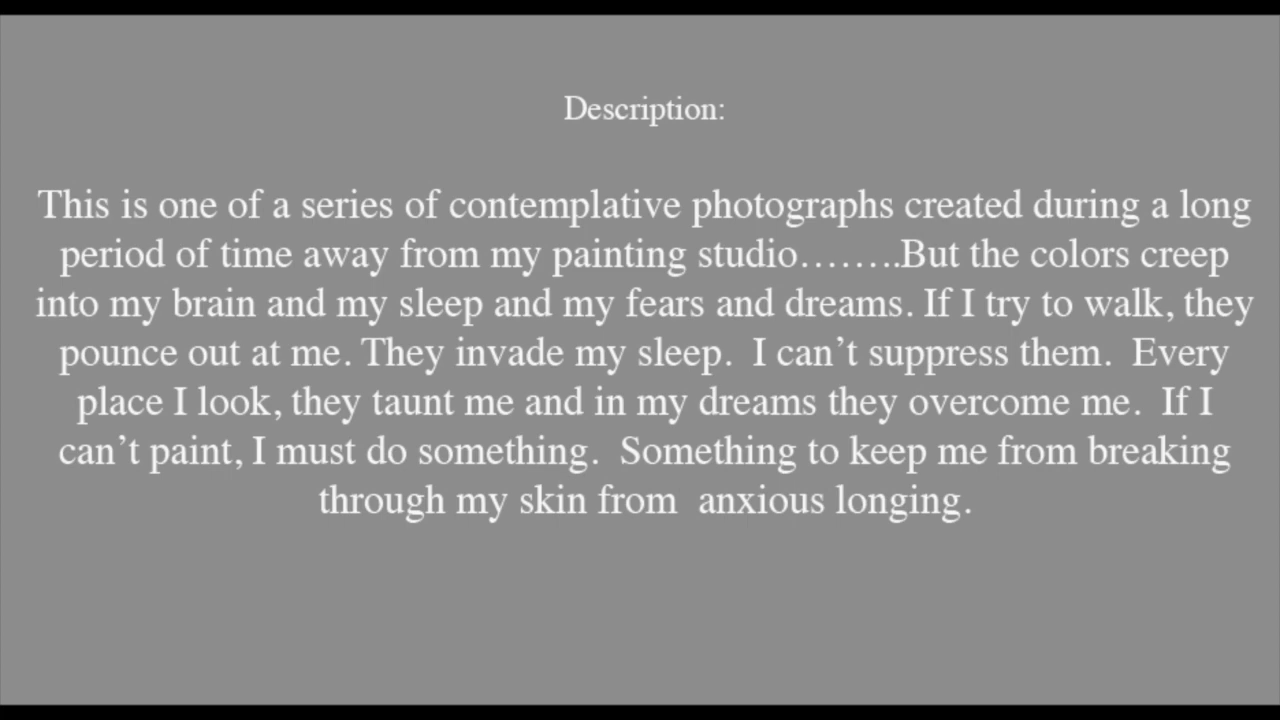 Description:
This is one of a series of contemplative photographs created during a long
period of time away from my painting studio……..But the colors creep
into my brain and my sleep and my fears and dreams. If I try to walk, they
pounce out at me. They invade my sleep.  I can’t suppress them.  Every
place I look, they taunt me and in my dreams they overcome me.  If I
can’t paint, I must do something.  Something to keep me from breaking
through my skin from  anxious longing.